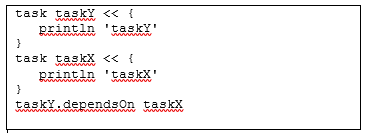 task taskY << {
   println 'taskY'
}
task taskX << {
   println 'taskX'
}
taskY.dependsOn taskX